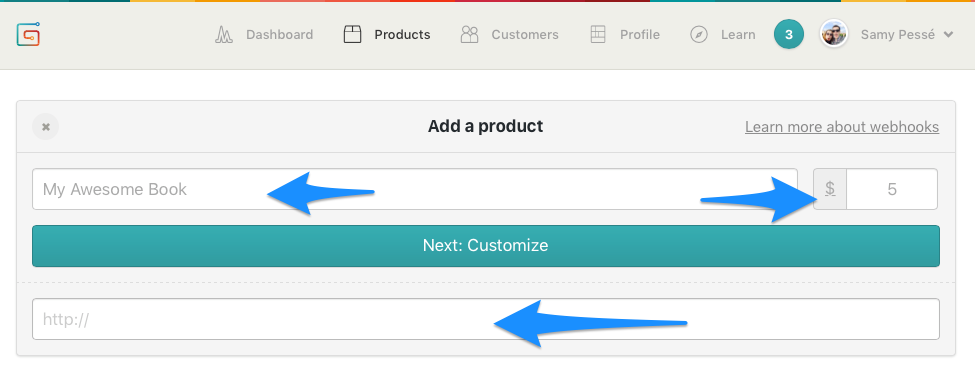 Dashboard Products Customers Profile Learn 3 Samy Pessé
Add a product Learn more about webhooks
My Awesome Book $ 5
Next: Customize
http://